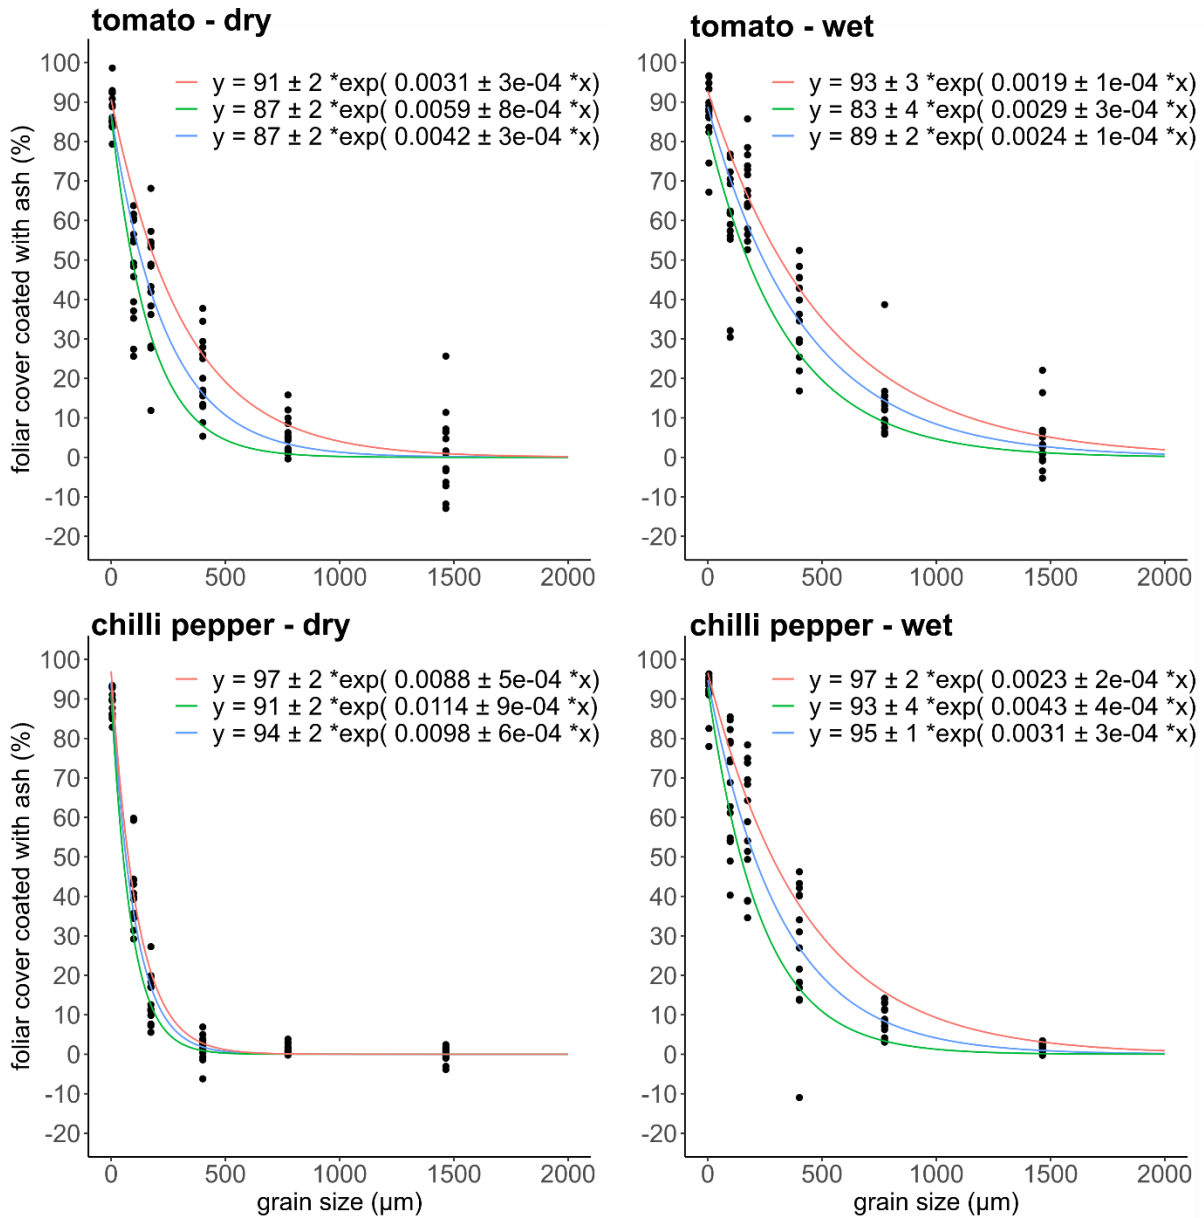 tomato - dry
y = 91 ± 2 *exp( 0.0031 ± 3e-04 *x)
y = 87 ± 2 *exp( 0.0059 ± 8e-04 *x)
y = 87 ± 2 *exp( 0.0042 ± 3e-04 *x)
foliar cover coated with ash (%)
100
90
80
70
60
50
40
30
20
10
0
-10
-20
0 500 1000 1500 2000
tomato - wet
y = 93 ± 3 *exp( 0.0019 ± 1e-04 *x)
y = 83 ± 4 *exp( 0.0029 ± 3e-04 *x)
y = 89 ± 2 *exp( 0.0024 ± 1e-04 *x)
100
90
80
70
60
50
40
30
20
10
0
-10
-20
0 500 1000 1500 2000
chilli pepper - dry
y = 97 ± 2 *exp( 0.0088 ± 5e-04 *x)
y = 91 ± 2 *exp( 0.0114 ± 9e-04 *x)
y = 94 ± 2 *exp( 0.0098 ± 6e-04 *x)
foliar cover coated with ash (%)
100
90
80
70
60
50
40
30
20
10
0
-10
-20
0 500 1000 1500 2000
grain size (µm)
chilli pepper - wet
y = 97 ± 2 *exp( 0.0023 ± 2e-04 *x)
y = 93 ± 4 *exp( 0.0043 ± 4e-04 *x)
y = 95 ± 1 *exp( 0.0031 ± 3e-04 *x)
100
90
80
70
60
50
40
30
20
10
0
-10
-20
0 500 1000 1500 2000
grain size (µm)